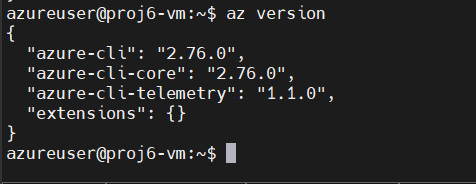 azureuser@proj6-vm:~$ az version
{
  "azure-cli": "2.76.0",
  "azure-cli-core": "2.76.0",
  "azure-cli-telemetry": "1.1.0",
  "extensions": {}
}
azureuser@proj6-vm:~$